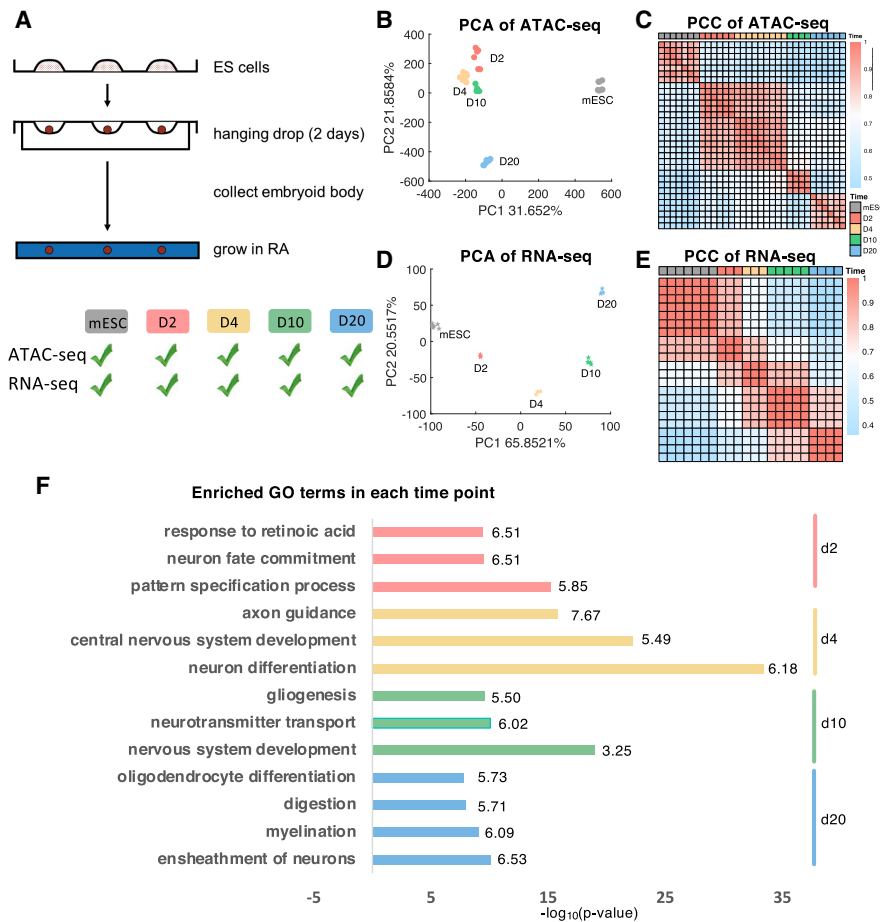 A
ES cells
hanging drop (2 days)
collect embryoid body
grow in RA
mESC D2 D4 D10 D20
ATAC-seq
RNA-seq
B
PCA of ATAC-seq
PC2 21.8584%
400
200
0
-200
-400
-600
-400 -200 0 200 400 600
PC1 31.652%
D2
D4
D10
mESC
D20
C
PCC of ATAC-seq
Time
1
0.9
0.8
0.7
0.6
0.5
Time
mESC
D2
D4
D10
D20
D
PCA of RNA-seq
PC2 20.5517%
100
50
0
-50
-100
-100 -50 0 50 100
PC1 65.8521%
mESC
D2
D4
D10
D20
E
PCC of RNA-seq
Time
1
0.9
0.8
0.7
0.6
0.5
0.4
F
Enriched GO terms in each time point
response to retinoic acid 6.51
neuron fate commitment 6.51
pattern specification process 5.85
d2
axon guidance 7.67
central nervous system development 5.49
neuron differentiation 6.18
d4
gliogenesis 5.50
neurotransmitter transport 6.02
nervous system development 3.25
d10
oligodendrocyte differentiation 5.73
digestion 5.71
myelination 6.09
ensheathment of neurons 6.53
d20
-5 5 15 25 35
-log₁₀(p-value)